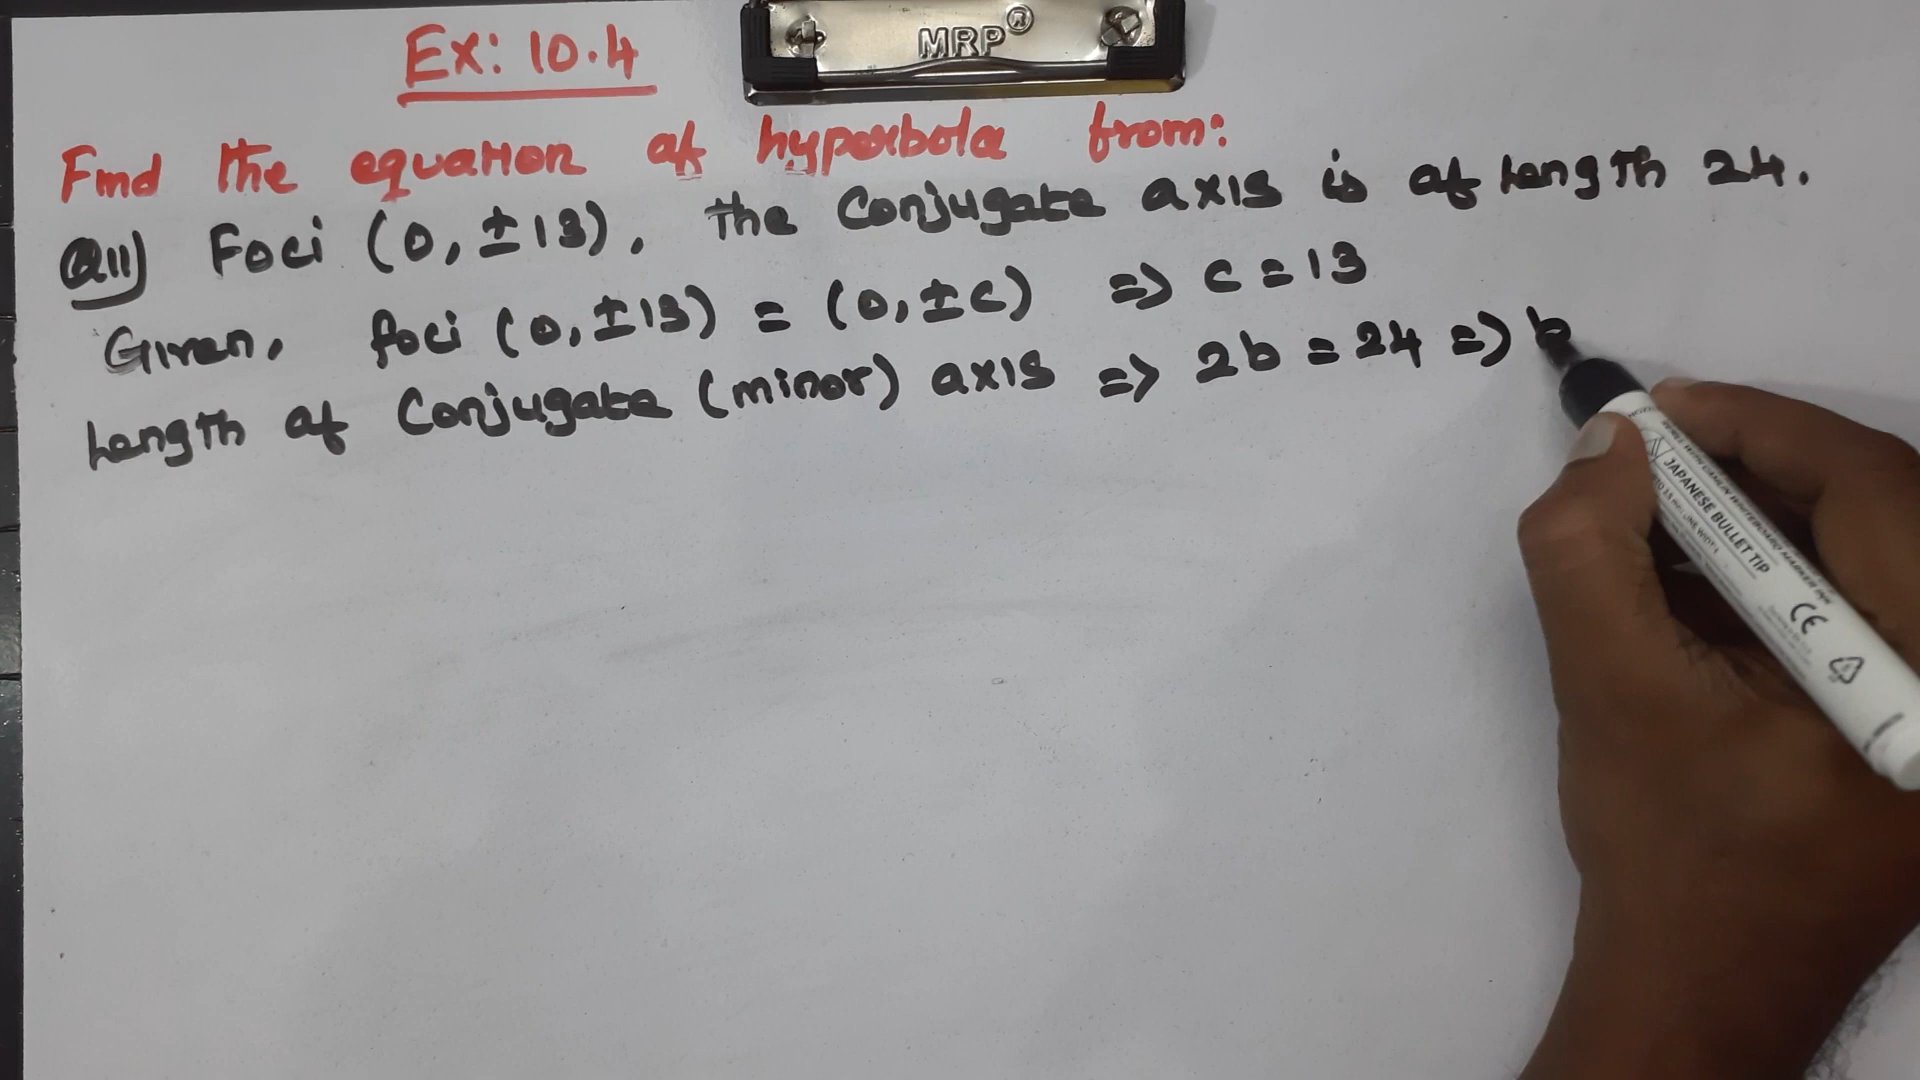 MRP®
Ex: 10.4
Find the equation of hyperbola from:
Q11) Foci (0, ±13), the Conjugate axis is of length 24.
Given, foci (0, ±13) = (0, ±c) => c = 13
Length of Conjugate (minor) axis => 2b = 24 => b
JAPANESE BULLET TIP
CE